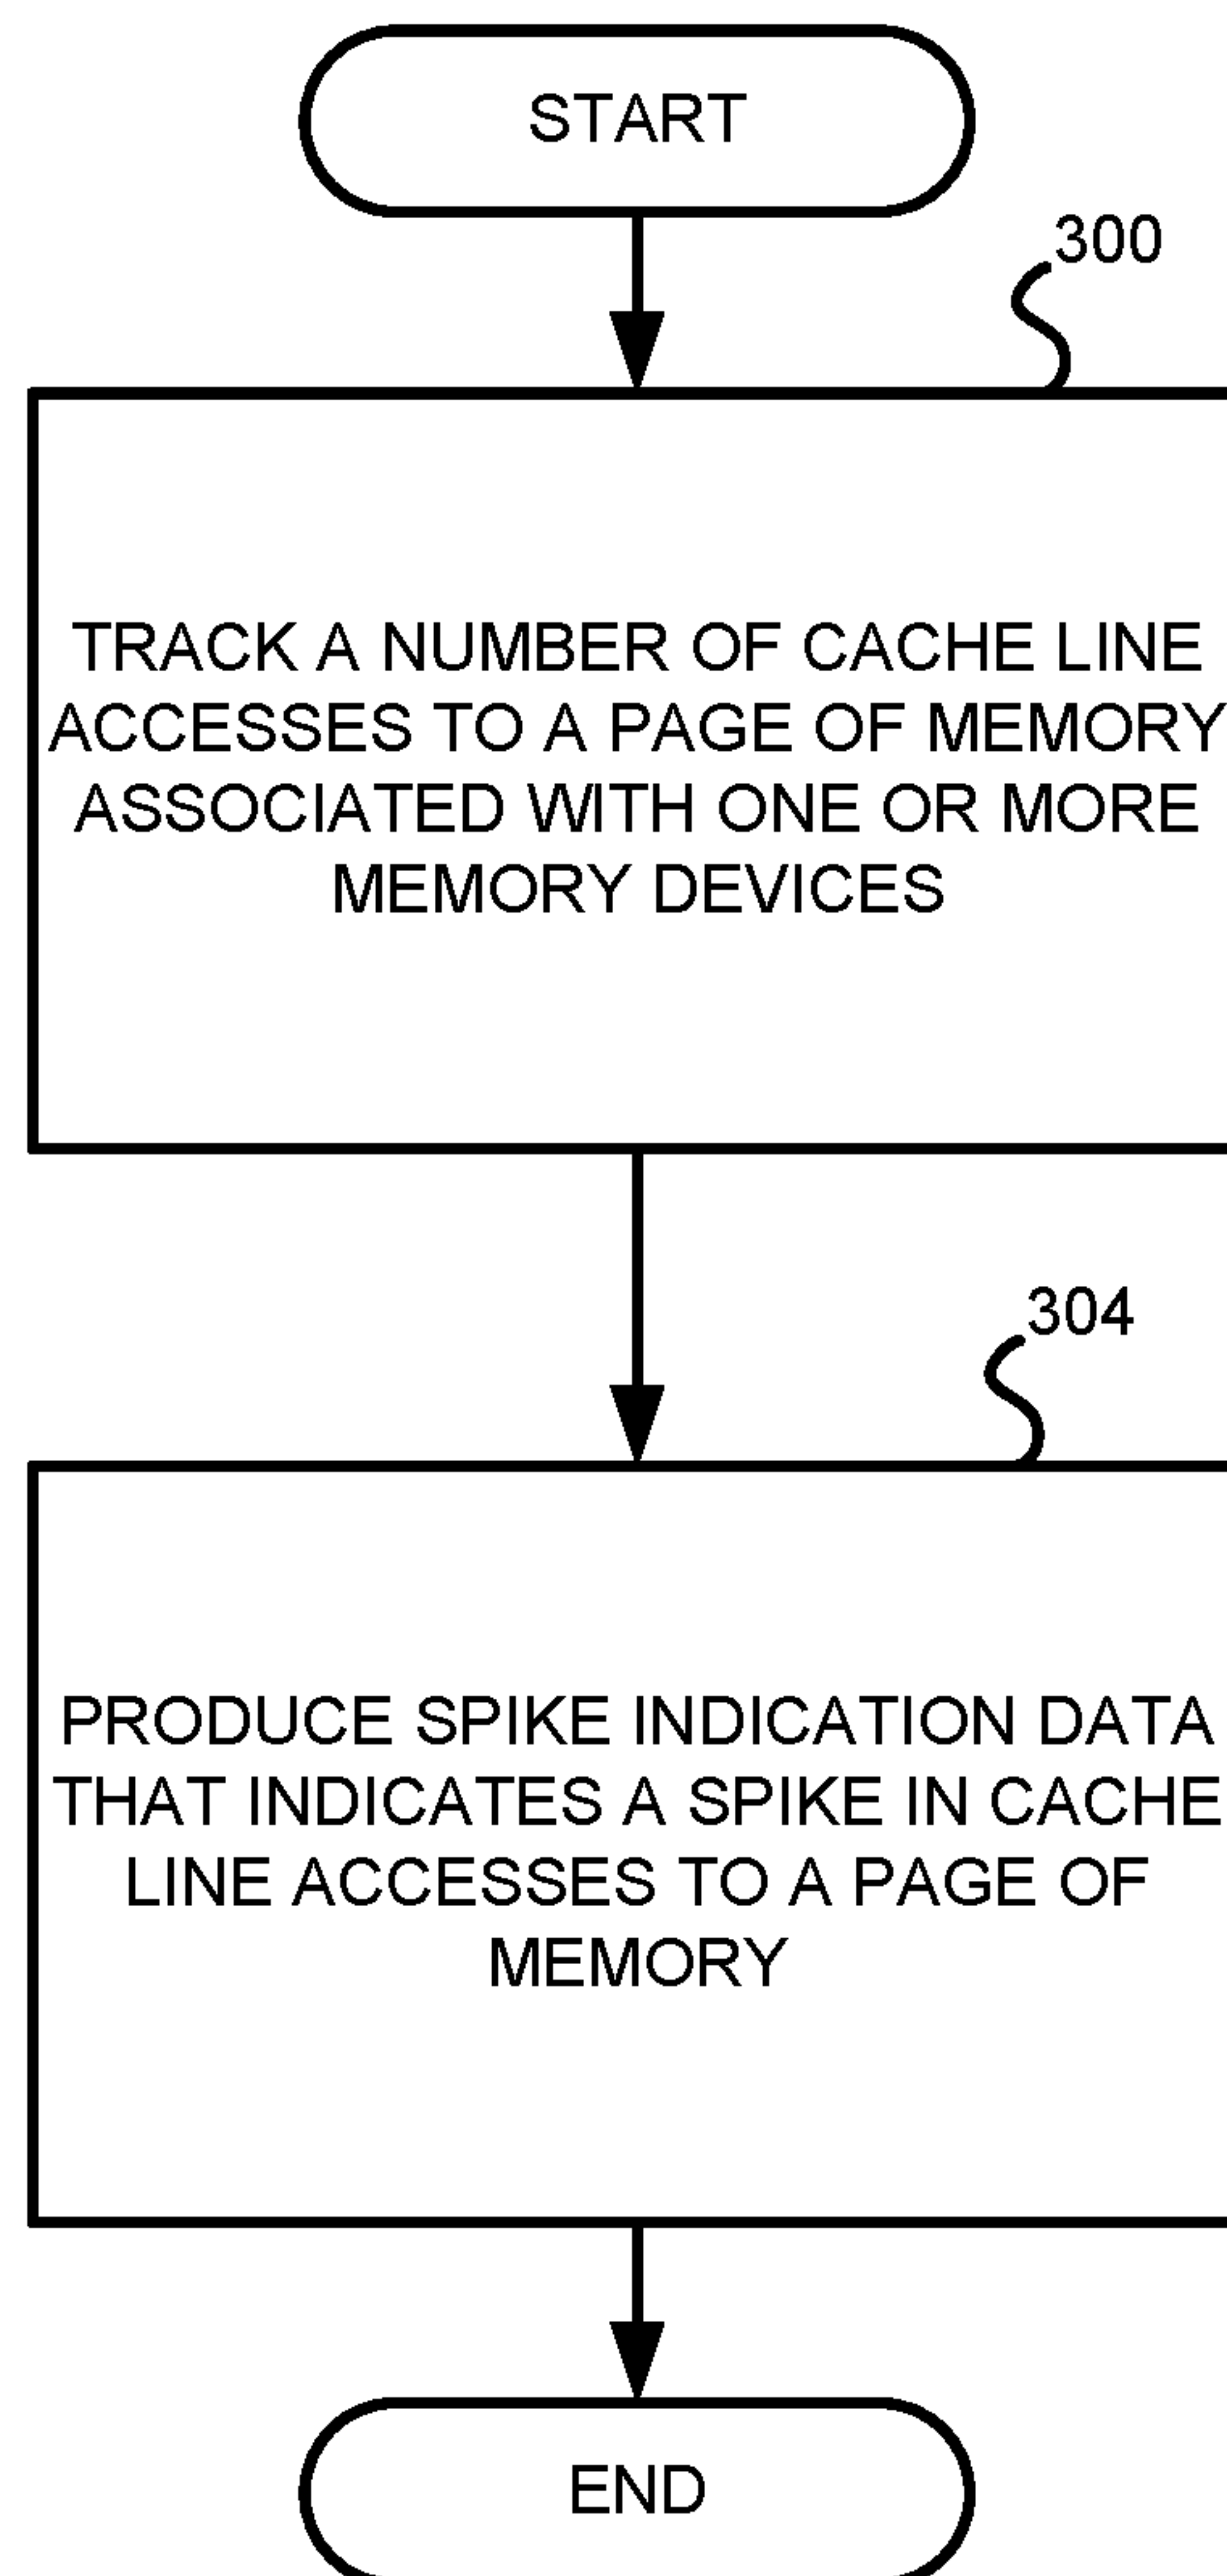 START
300
TRACK A NUMBER OF CACHE LINE
ACCESSES TO A PAGE OF MEMORY
ASSOCIATED WITH ONE OR MORE
MEMORY DEVICES
304
PRODUCE SPIKE INDICATION DATA
THAT INDICATES A SPIKE IN CACHE
LINE ACCESSES TO A PAGE OF
MEMORY
END